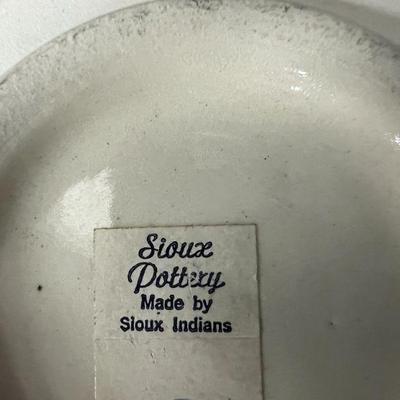 Sioux
Pottery
Made by
Sioux Indians